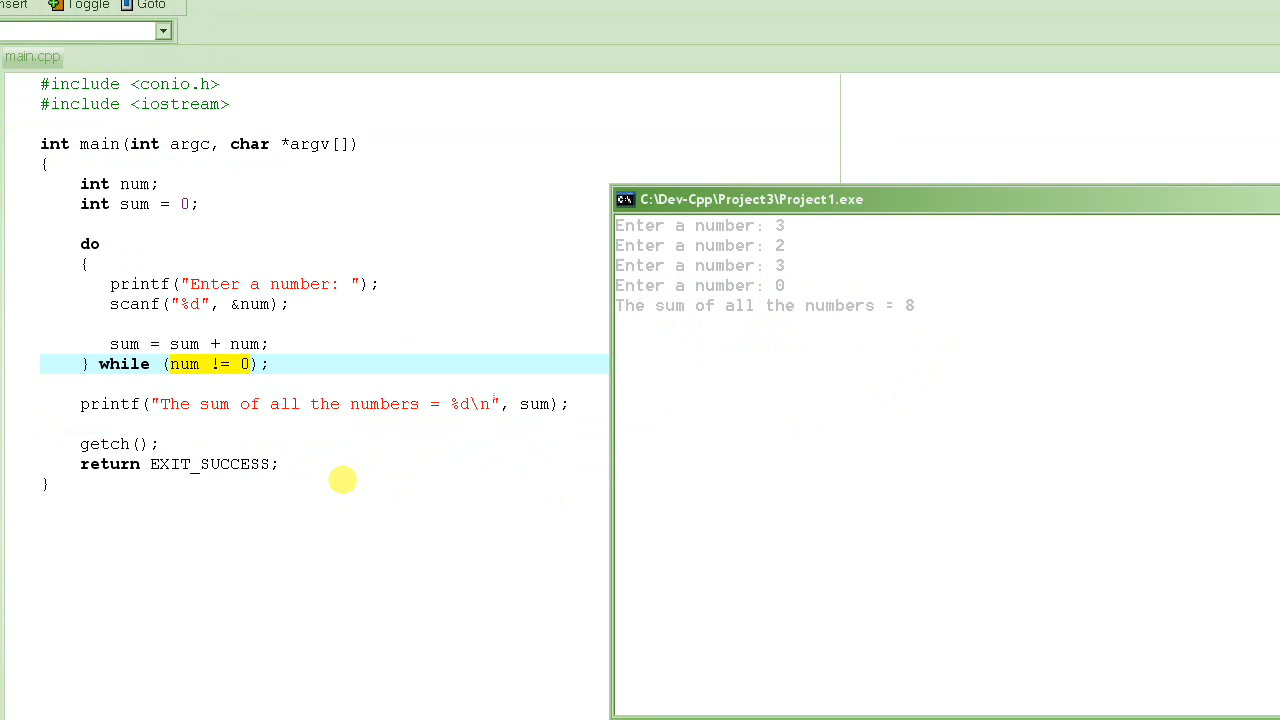 nsert Toggle Goto
main.cpp
#include <conio.h>
#include <iostream>
int main(int argc, char *argv[])
{
int num;
int sum = 0;
do
{
printf("Enter a number: ");
scanf("%d", &num);
sum = sum + num;
} while (num != 0);
printf("The sum of all the numbers = %d\n", sum);
getch();
return EXIT_SUCCESS;
}
C:\Dev-Cpp\Project3\Project1.exe
Enter a number: 3
Enter a number: 2
Enter a number: 3
Enter a number: 0
The sum of all the numbers = 8